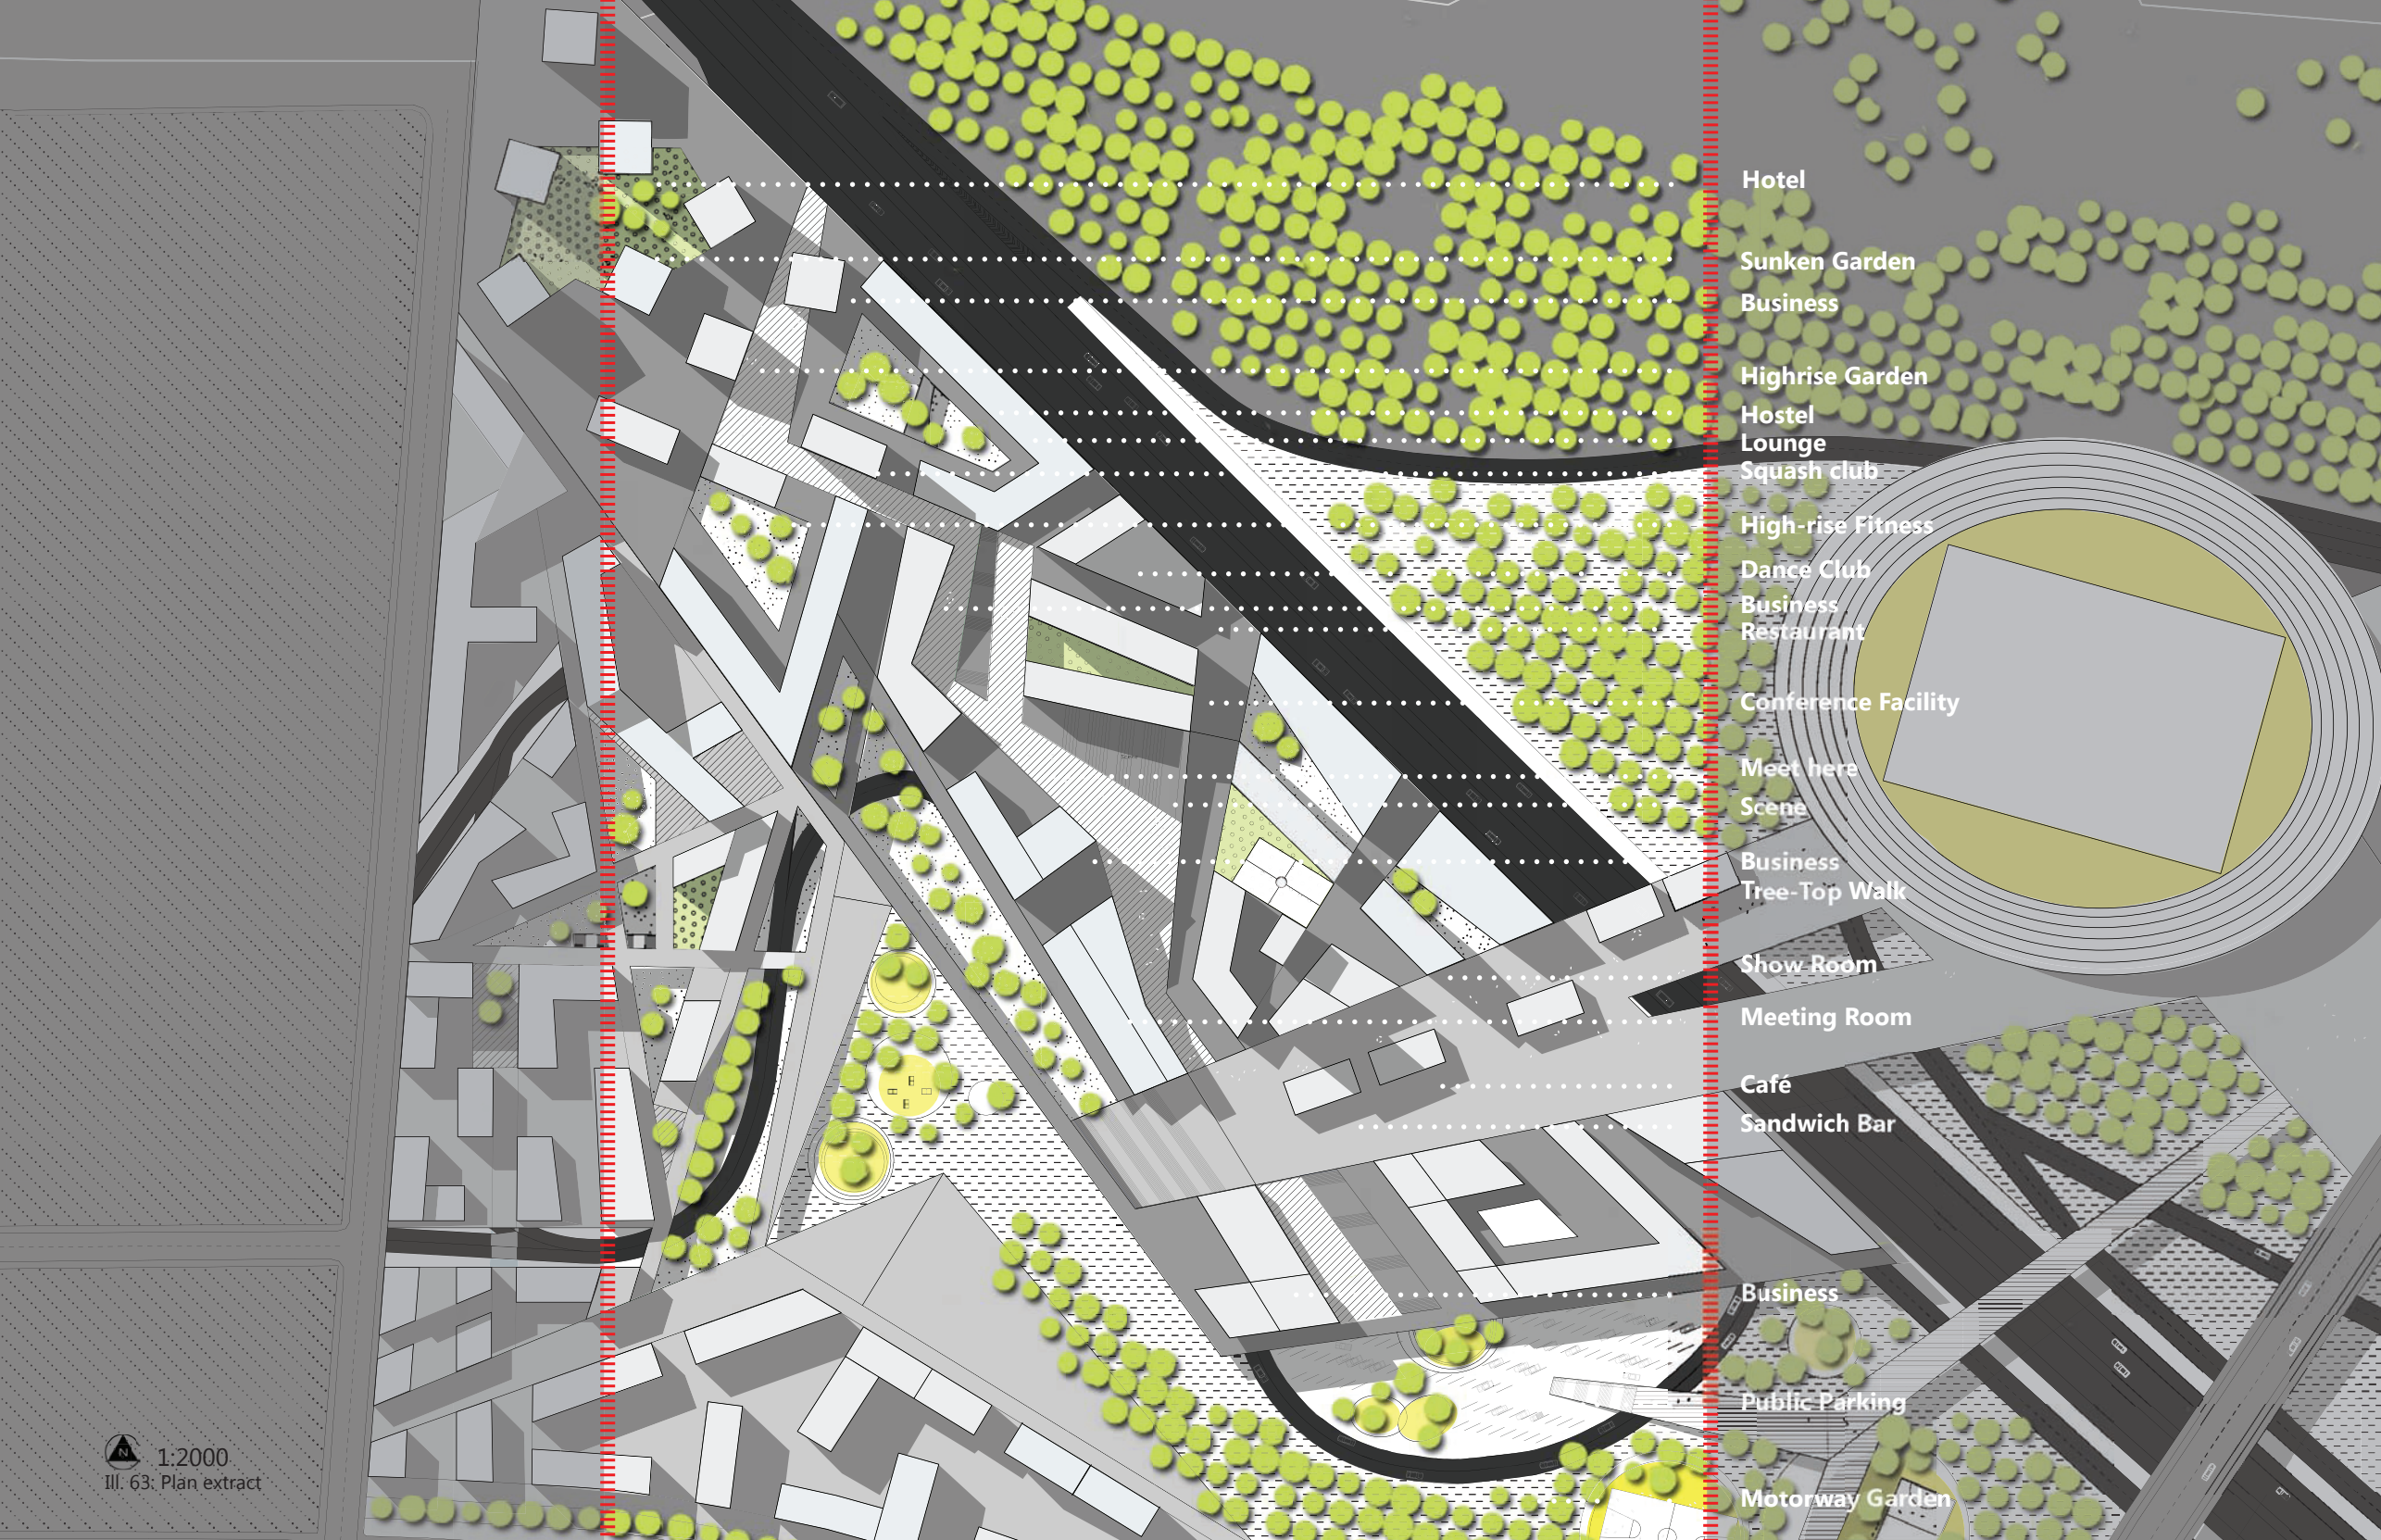 Hotel
Sunken Garden
Business
Highrise Garden
Hostel
Lounge
Squash club
High-rise Fitness
Dance Club
Business
Restaurant
Conference Facility
Meet here
Scene
Business
Tree-Top Walk
Show Room
Meeting Room
Café
Sandwich Bar
Business
Public Parking
Motorway Garden
N 1:2000
Ill. 63: Plan extract